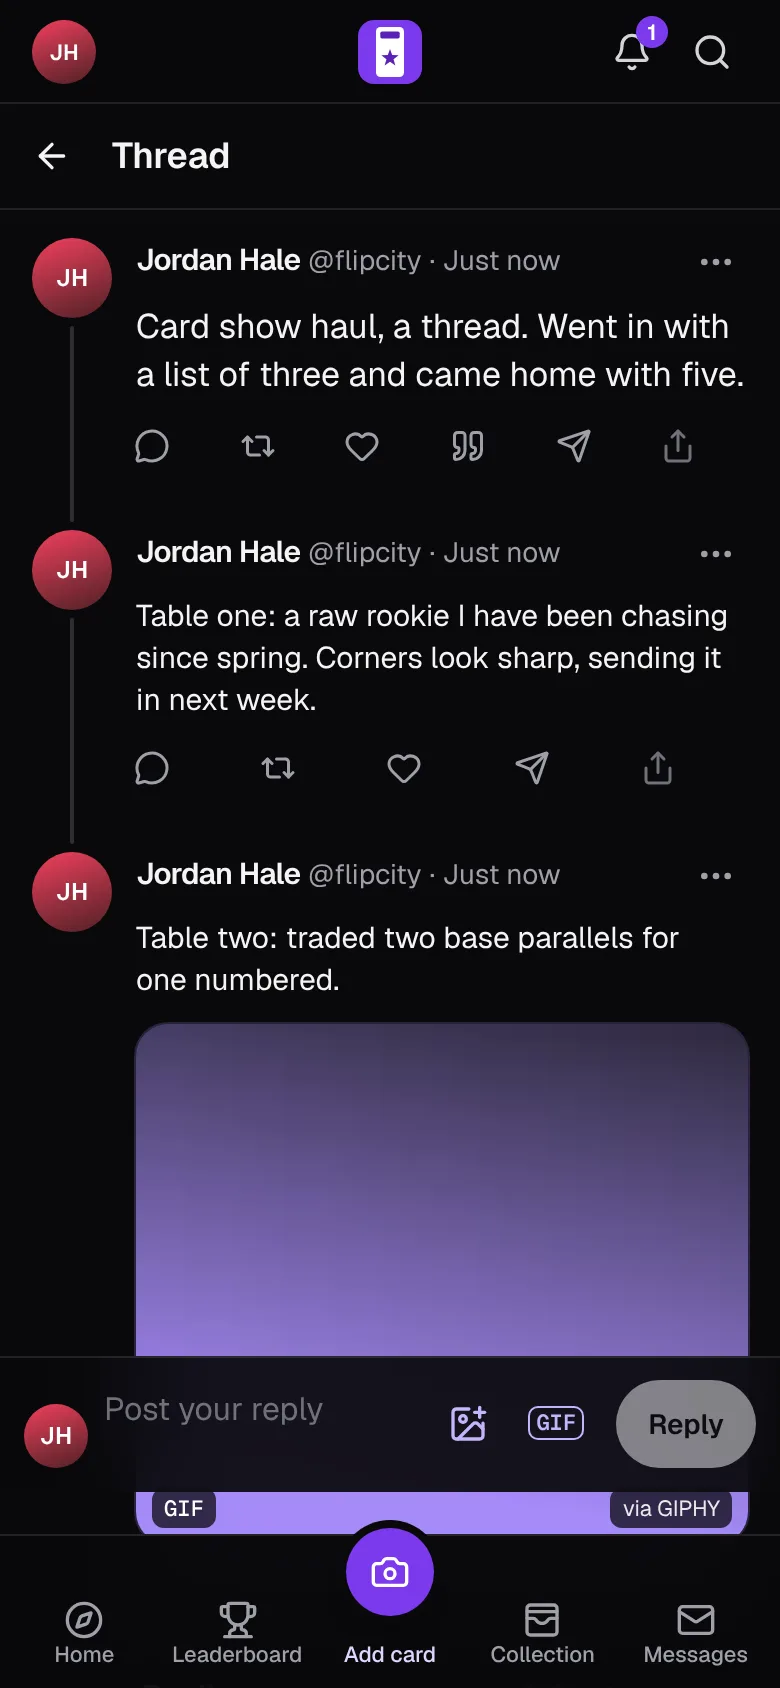 JH
1
Thread
JH
Jordan Hale @flipcity · Just now
Card show haul, a thread. Went in with
a list of three and came home with five.
JH
Jordan Hale @flipcity · Just now
Table one: a raw rookie I have been chasing
since spring. Corners look sharp, sending it
in next week.
JH
Jordan Hale @flipcity · Just now
Table two: traded two base parallels for
one numbered.
JH
Post your reply
GIF
Reply
GIF
via GIPHY
Home
Leaderboard
Add card
Collection
Messages